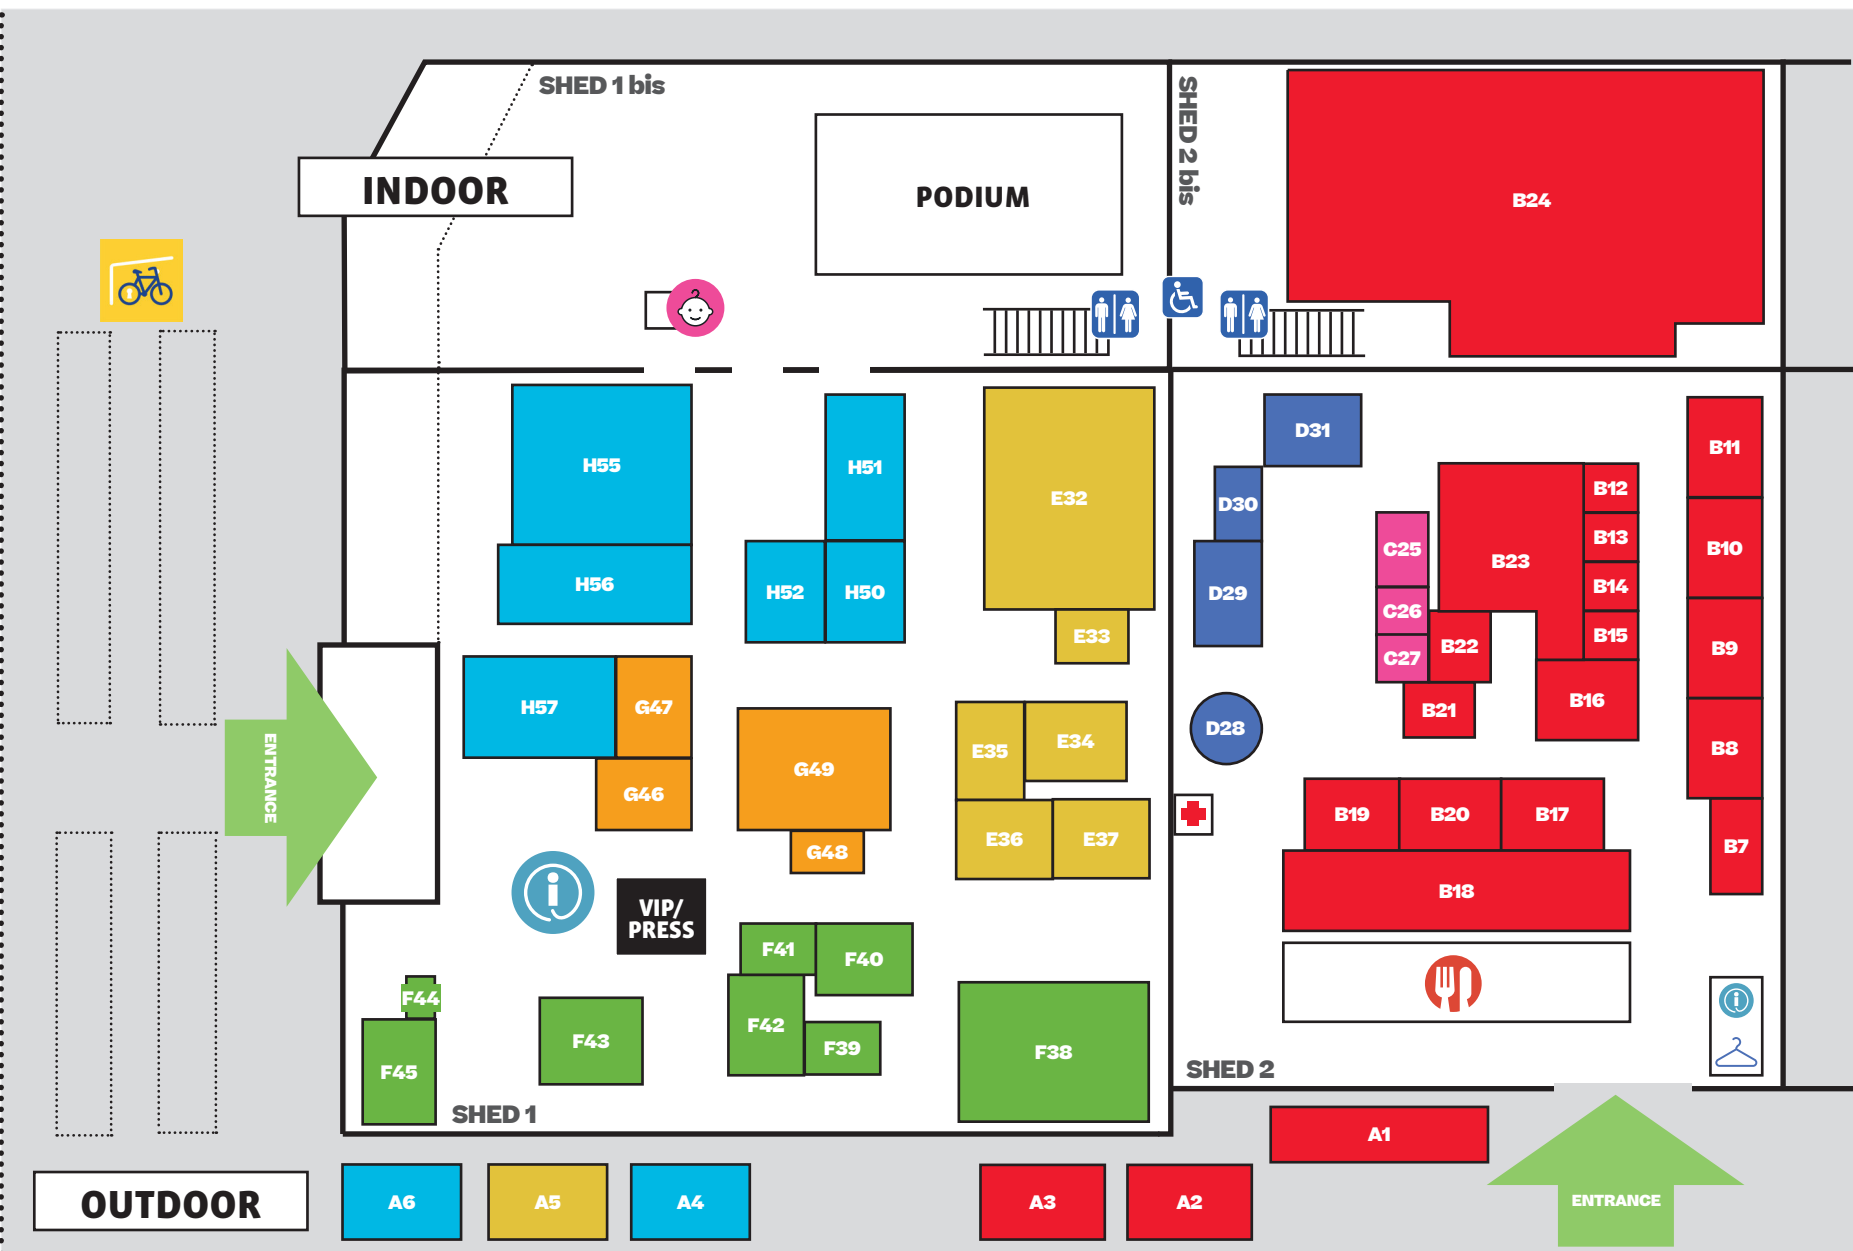 SHED 1 bis
SHED 2 bis
INDOOR
PODIUM
B24
H55
H51
E32
D31
B11
D30
B12
B23
C25
B13
B10
H56
H52
H50
D29
B14
C26
E33
B22
B15
B9
C27
H57
G47
B16
B21
ENTRANCE
G49
E35
E34
D28
B8
G46
G48
E36
E37
B19
B20
B17
B7
B18
i
VIP/
PRESS
F41
F40
F44
F42
F43
F39
F38
F45
i
SHED 2
SHED 1
A1
OUTDOOR
A6
A5
A4
A3
A2
ENTRANCE